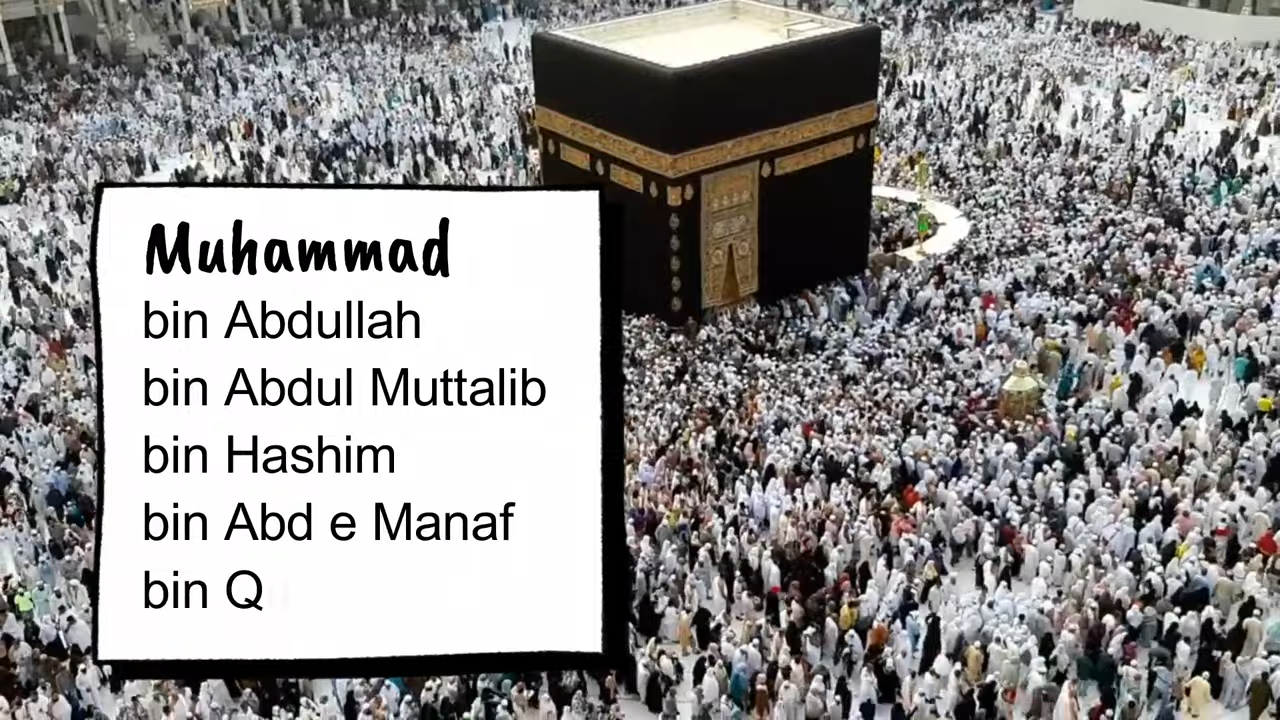 Muhammad
bin Abdullah
bin Abdul Muttalib
bin Hashim
bin Abd e Manaf
bin Q